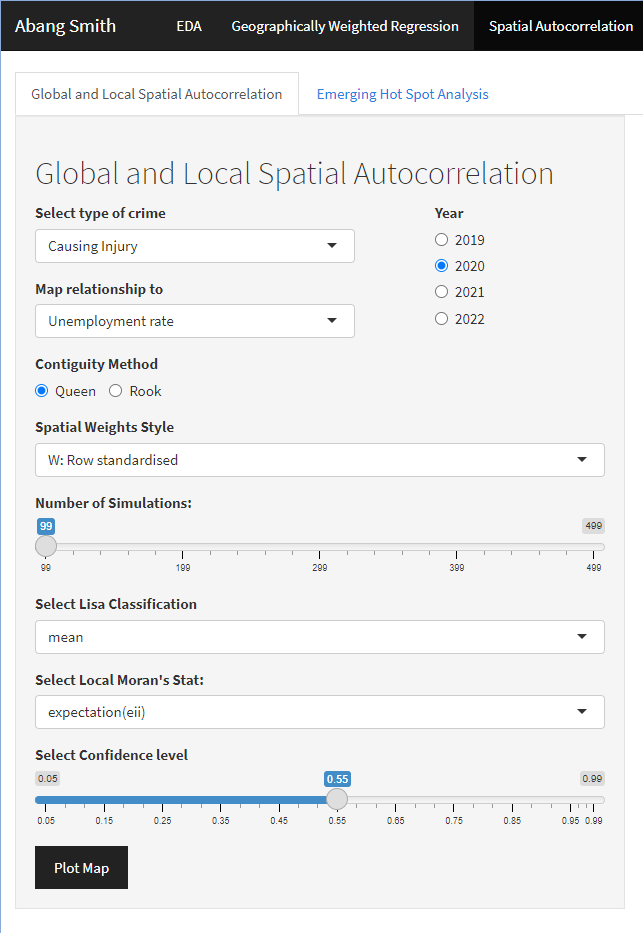 Abang Smith EDA Geographically Weighted Regression Spatial Autocorrelation
Global and Local Spatial Autocorrelation Emerging Hot Spot Analysis
Global and Local Spatial Autocorrelation
Select type of crime
Causing Injury
Year
2019
2020
2021
2022
Map relationship to
Unemployment rate
Contiguity Method
Queen Rook
Spatial Weights Style
W: Row standardised
Number of Simulations:
99 499
99 199 299 399 499
Select Lisa Classification
mean
Select Local Moran's Stat:
expectation(eii)
Select Confidence level
0.05 0.55 0.99
0.05 0.15 0.25 0.35 0.45 0.55 0.65 0.75 0.85 0.95 0.99
Plot Map